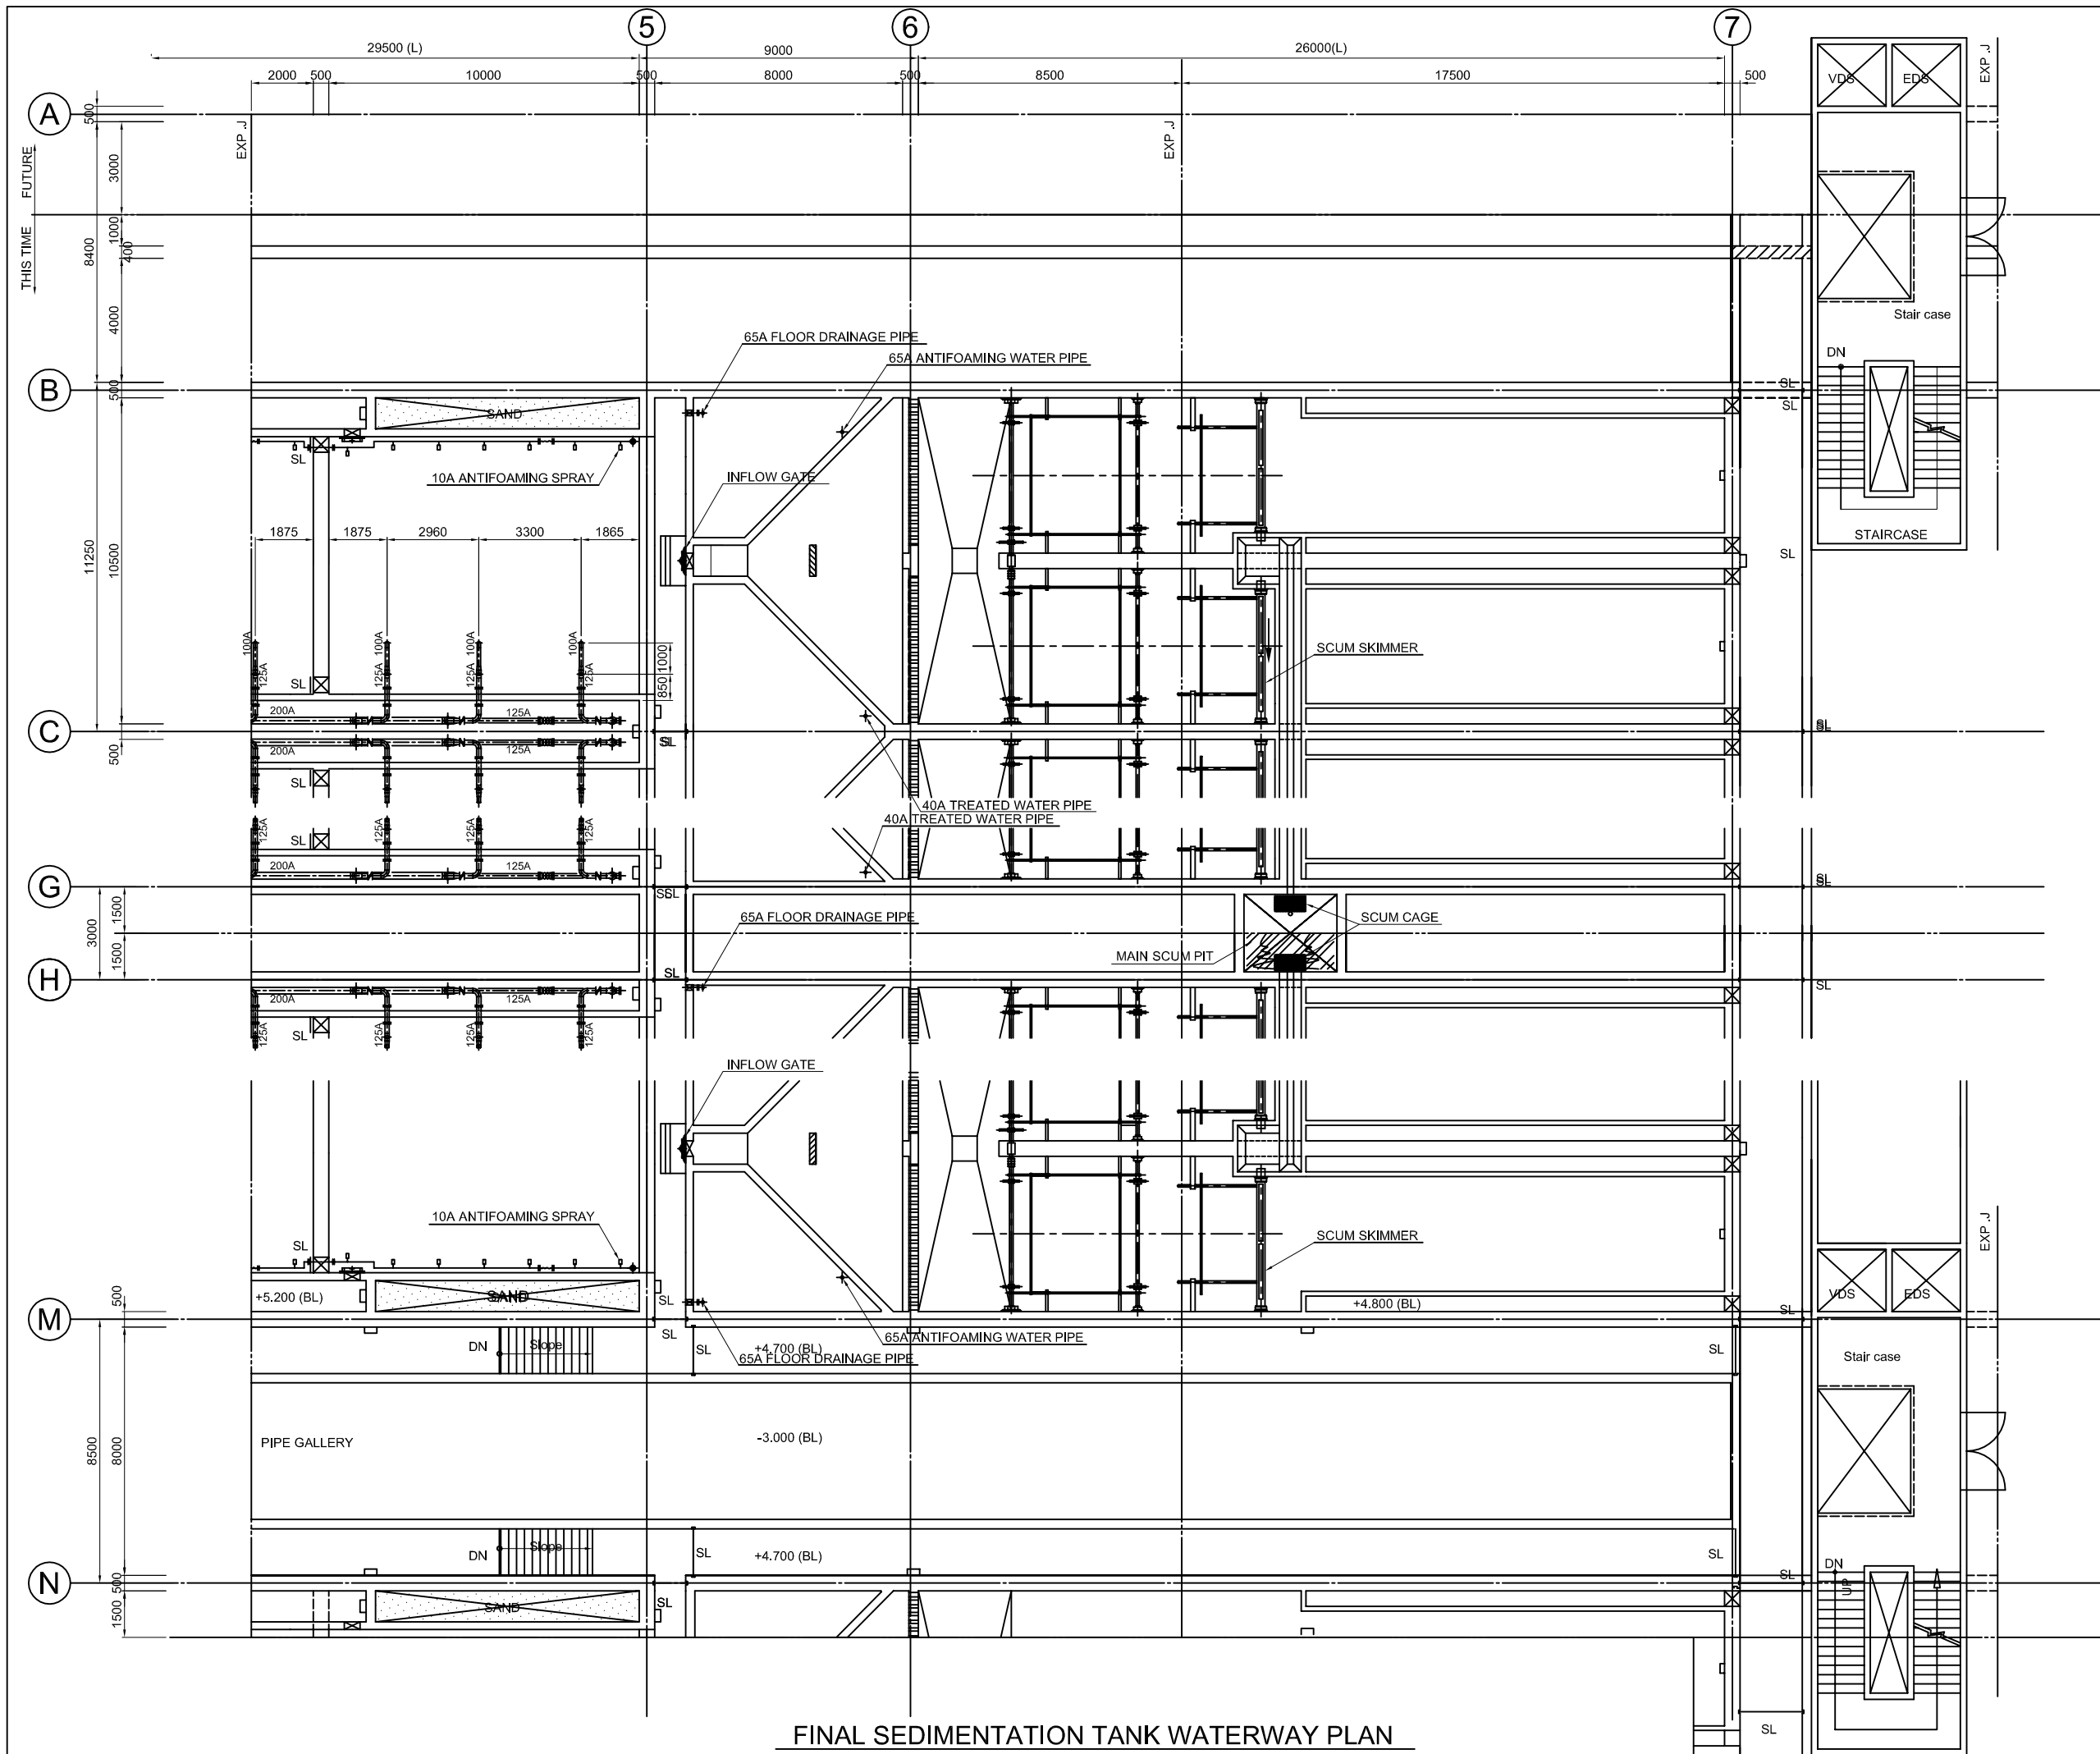 5
6
7
29500 (L)
9000
26000(L)
2000
500
10000
500
8000
500
8500
17500
500
VDS
EDS
EXP .J
A
500
EXP .J
EXP .J
FUTURE
3000
THIS TIME
1000
400
8400
4000
Stair case
65A FLOOR DRAINAGE PIPE
65A ANTIFOAMING WATER PIPE
DN
B
500
SL
SL
SAND
SL
10A ANTIFOAMING SPRAY
INFLOW GATE
STAIRCASE
1875
1875
2960
3300
1865
SL
11250
10500
100A
100A
100A
100A
125A
125A
125A
125A
1000
850
SCUM SKIMMER
SL
200A
125A
C
SL
SL
500
200A
125A
SL
40A TREATED WATER PIPE
40A TREATED WATER PIPE
125A
125A
125A
125A
SL
200A
125A
G
SL
SL
SL
1500
3000
1500
65A FLOOR DRAINAGE PIPE
SCUM CAGE
MAIN SCUM PIT
H
SL
SL
200A
125A
SL
125A
125A
125A
125A
INFLOW GATE
10A ANTIFOAMING SPRAY
SCUM SKIMMER
SL
EXP .J
+5.200 (BL)
SAND
SL
+4.800 (BL)
VDS
EDS
500
M
SL
SL
DN
Slope
SL
+4.700 (BL)
65A ANTIFOAMING WATER PIPE
65A FLOOR DRAINAGE PIPE
SL
Stair case
8500
8000
PIPE GALLERY
-3.000 (BL)
DN
Slope
SL
+4.700 (BL)
SL
DN
UP
N
500
SL
1500
SAND
SL
SL
FINAL SEDIMENTATION TANK WATERWAY PLAN